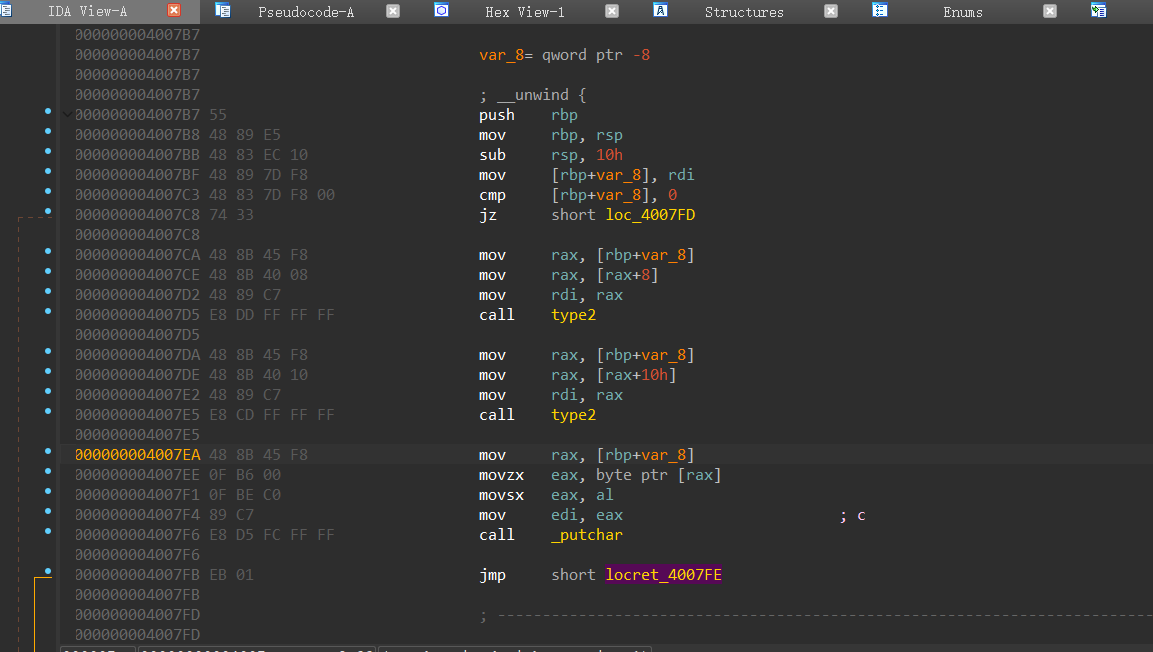 IDA View-A Pseudocode-A Hex View-1 Structures Enums
000000004007B7
000000004007B7 var_8= qword ptr -8
000000004007B7
000000004007B7 ; __unwind {
000000004007B7 55 push rbp
000000004007B8 48 89 E5 mov rbp, rsp
000000004007BB 48 83 EC 10 sub rsp, 10h
000000004007BF 48 89 7D F8 mov [rbp+var_8], rdi
000000004007C3 48 83 7D F8 00 cmp [rbp+var_8], 0
000000004007C8 74 33 jz short loc_4007FD
000000004007C8
000000004007CA 48 8B 45 F8 mov rax, [rbp+var_8]
000000004007CE 48 8B 40 08 mov rax, [rax+8]
000000004007D2 48 89 C7 mov rdi, rax
000000004007D5 E8 DD FF FF FF call type2
000000004007D5
000000004007DA 48 8B 45 F8 mov rax, [rbp+var_8]
000000004007DE 48 8B 40 10 mov rax, [rax+10h]
000000004007E2 48 89 C7 mov rdi, rax
000000004007E5 E8 CD FF FF FF call type2
000000004007E5
000000004007EA 48 8B 45 F8 mov rax, [rbp+var_8]
000000004007EE 0F B6 00 movzx eax, byte ptr [rax]
000000004007F1 0F BE C0 movsx eax, al
000000004007F4 89 C7 mov edi, eax ; c
000000004007F6 E8 D5 FC FF FF call _putchar
000000004007F6
000000004007FB EB 01 jmp short locret_4007FE
000000004007FB
000000004007FD ; ---------------------------------------------------------------------------
000000004007FD